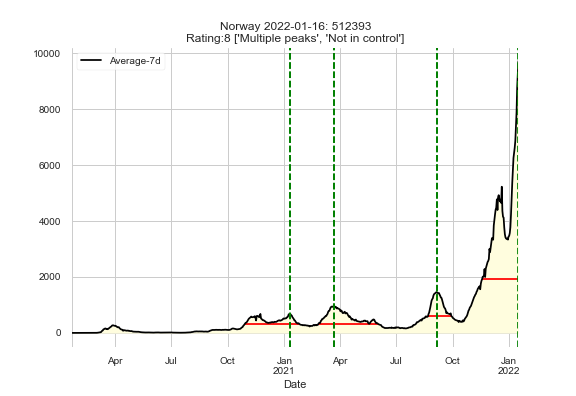 Norway 2022-01-16: 512393
Rating:8 ['Multiple peaks', 'Not in control']
Average-7d
10000
8000
6000
4000
2000
0
Apr Jul Oct Jan Apr Jul Oct Jan
2021 2022
Date